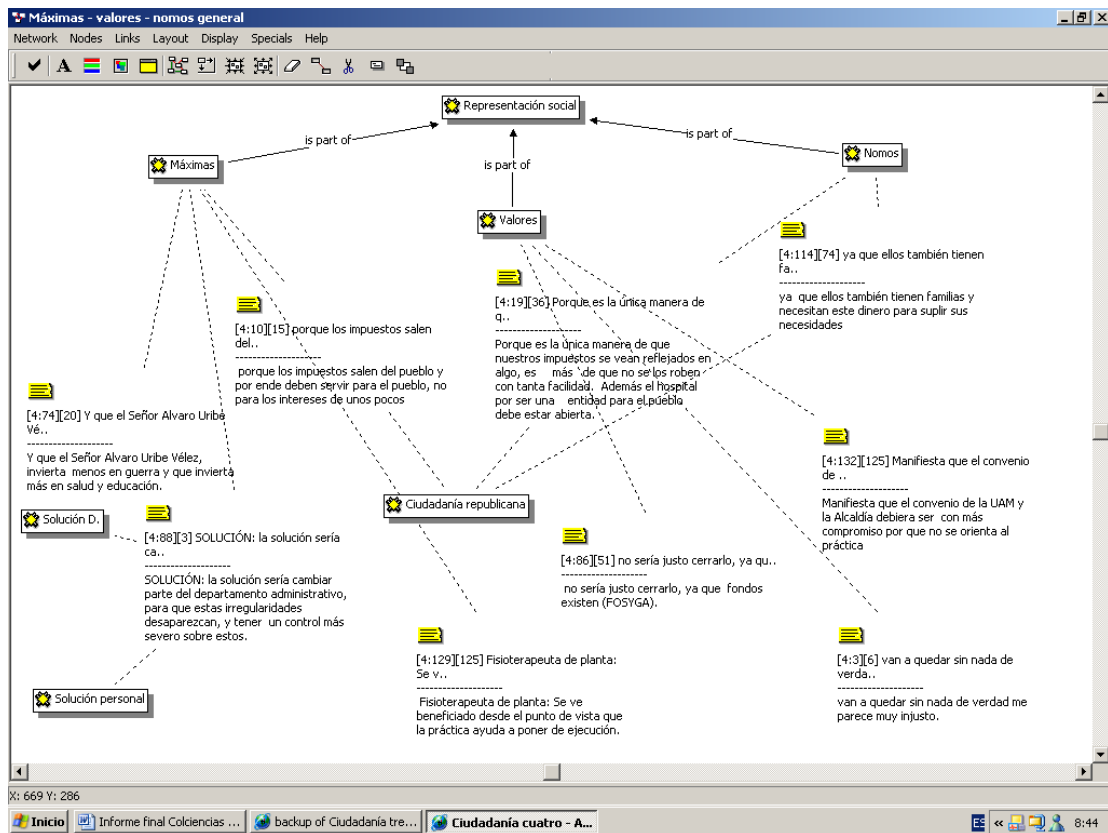 Máximas - valores - nomos general
Network Nodes Links Layout Display Specials Help
A
Representación social
is part of
is part of
is part of
Máximas
Valores
Nomos
[4:114][74] ya que ellos también tienen
fa..
--------------------
ya que ellos también tienen familias y
necesitan este dinero para suplir sus
necesidades
[4:10][15] porque los impuestos salen
del..
--------------------
porque los impuestos salen del pueblo y
por ende deben servir para el pueblo, no
para los intereses de unos pocos
[4:19][36] Porque es la única manera de
q..
--------------------
Porque es la única manera de que
nuestros impuestos se vean reflejados en
algo, es más de que no se los roben
con tanta facilidad. Además el hospital
por ser una entidad para el pueblo
debe estar abierta.
[4:74][20] Y que el Señor Alvaro Uribe
Vé..
--------------------
Y que el Señor Alvaro Uribe Vélez,
invierta menos en guerra y que invierta
más en salud y educación.
[4:132][125] Manifiesta que el convenio
de ..
--------------------
Manifiesta que el convenio de la UAM y
la Alcaldía debiera ser con más
compromiso por que no se orienta al
práctica
Ciudadanía republicana
Solución D.
[4:88][3] SOLUCIÓN: la solución sería
ca..
--------------------
SOLUCIÓN: la solución sería cambiar
parte del departamento administrativo,
para que estas irregularidades
desaparezcan, y tener un control más
severo sobre estos.
[4:86][51] no sería justo cerrarlo, ya qu..
--------------------
no sería justo cerrarlo, ya que fondos
existen (FOSYGA).
Solución personal
[4:129][125] Fisioterapeuta de planta:
Se v..
--------------------
Fisioterapeuta de planta: Se ve
beneficiado desde el punto de vista que
la práctica ayuda a poner de ejecución.
[4:3][6] van a quedar sin nada de
verda..
--------------------
van a quedar sin nada de verdad me
parece muy injusto.
X: 669 Y: 286
Inicio Informe final Colciencias ... backup of Ciudadanía tre... Ciudadanía cuatro - A... ES « 8:44